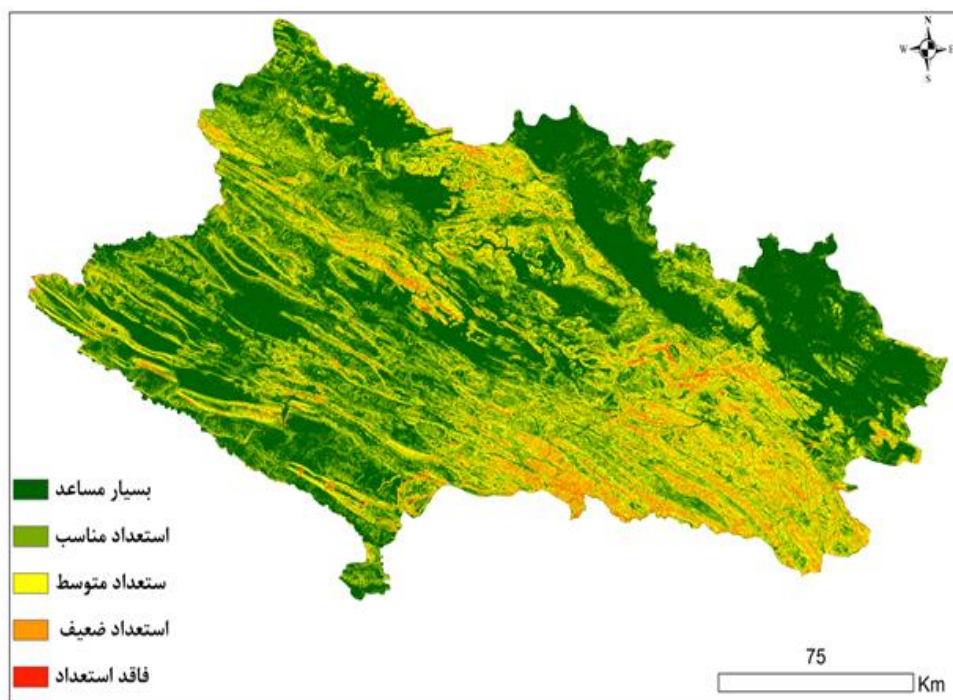 N
W E
S
بسیار مساعد
استعداد مناسب
ستعداد متوسط
استعداد ضعیف
فاقد استعداد
75
Km